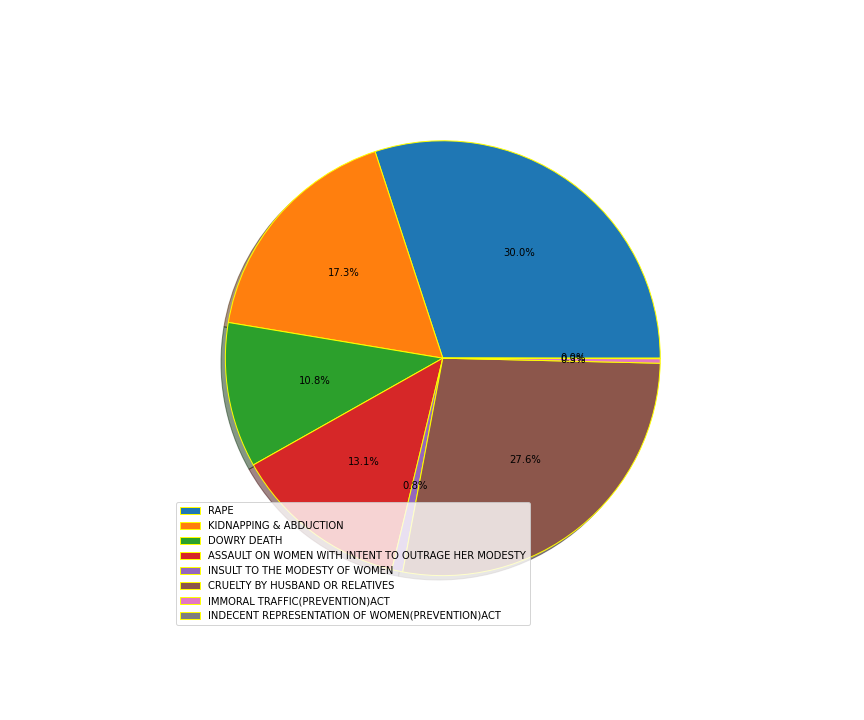 30.0%
17.3%
0.0%
10.8%
27.6%
13.1%
0.8%
RAPE
KIDNAPPING & ABDUCTION
DOWRY DEATH
ASSAULT ON WOMEN WITH INTENT TO OUTRAGE HER MODESTY
INSULT TO THE MODESTY OF WOMEN
CRUELTY BY HUSBAND OR RELATIVES
IMMORAL TRAFFIC(PREVENTION)ACT
INDECENT REPRESENTATION OF WOMEN(PREVENTION)ACT